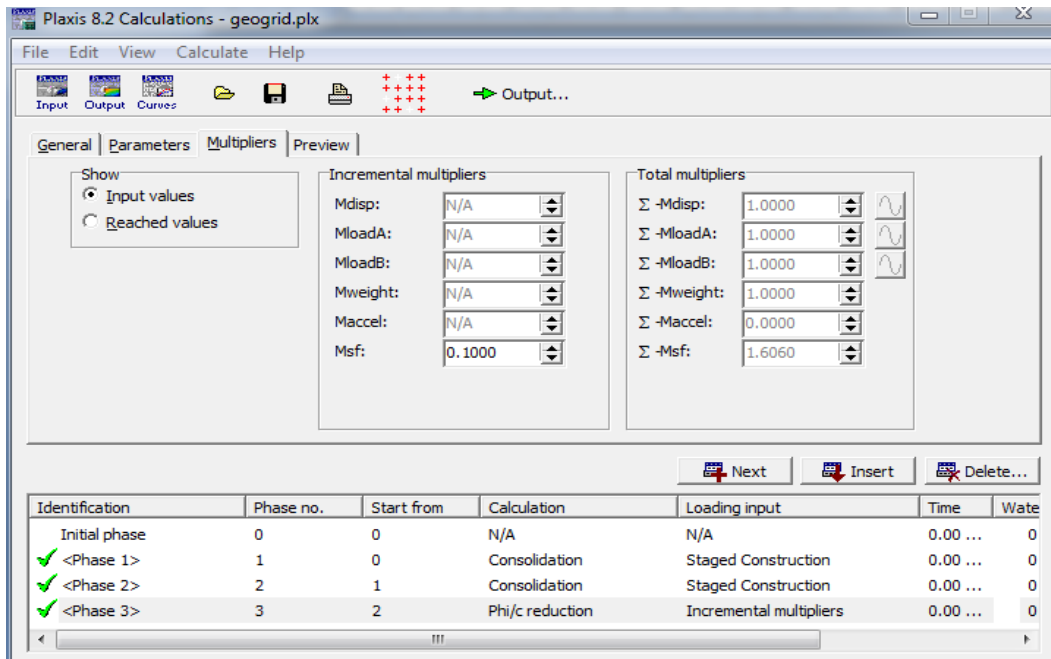 Plaxis 8.2 Calculations - geogrid.plx
File Edit View Calculate Help
Input Output Curves Output...
General Parameters Multipliers Preview
Show
Input values
Reached values
Incremental multipliers
Mdisp: N/A
MloadA: N/A
MloadB: N/A
Mweight: N/A
Maccel: N/A
Msf: 0.1000
Total multipliers
Σ -Mdisp: 1.0000
Σ -MloadA: 1.0000
Σ -MloadB: 1.0000
Σ -Mweight: 1.0000
Σ -Maccel: 0.0000
Σ -Msf: 1.6060
Next Insert Delete...
Identification Phase no. Start from Calculation Loading input Time Wate
Initial phase 0 0 N/A N/A 0.00 ... 0
<Phase 1> 1 0 Consolidation Staged Construction 0.00 ... 0
<Phase 2> 2 1 Consolidation Staged Construction 0.00 ... 0
<Phase 3> 3 2 Phi/c reduction Incremental multipliers 0.00 ... 0